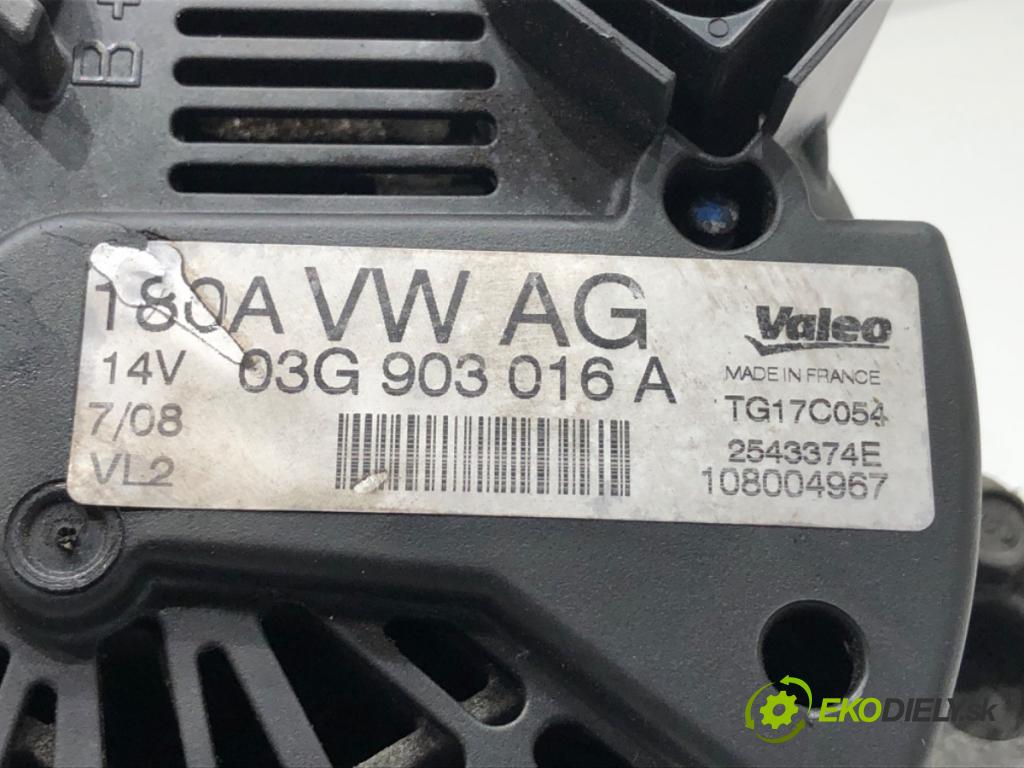 B+
180A VW AG
14V 03G 903 016 A
7/08
VL2
Valeo
MADE IN FRANCE
TG17C054
2543374E
108004967
EKODIELY.sk